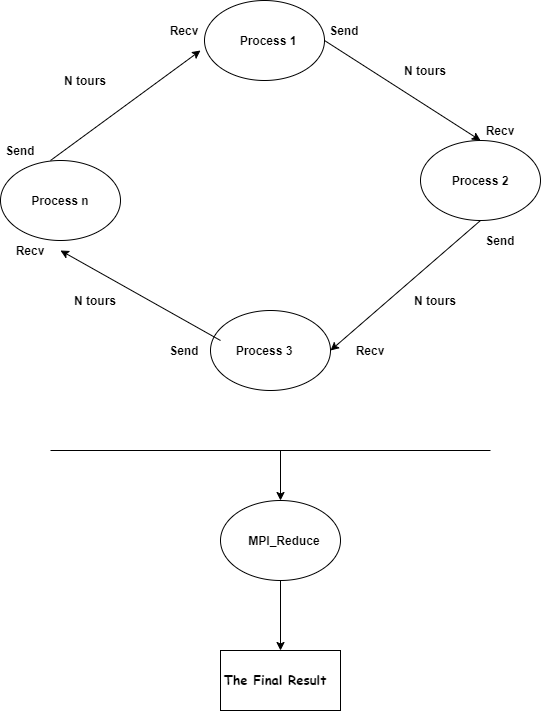 Recv
Process 1
Send
N tours
N tours
Recv
Send
Process 2
Process n
Send
Recv
N tours
N tours
Send
Process 3
Recv
MPI_Reduce
The Final Result